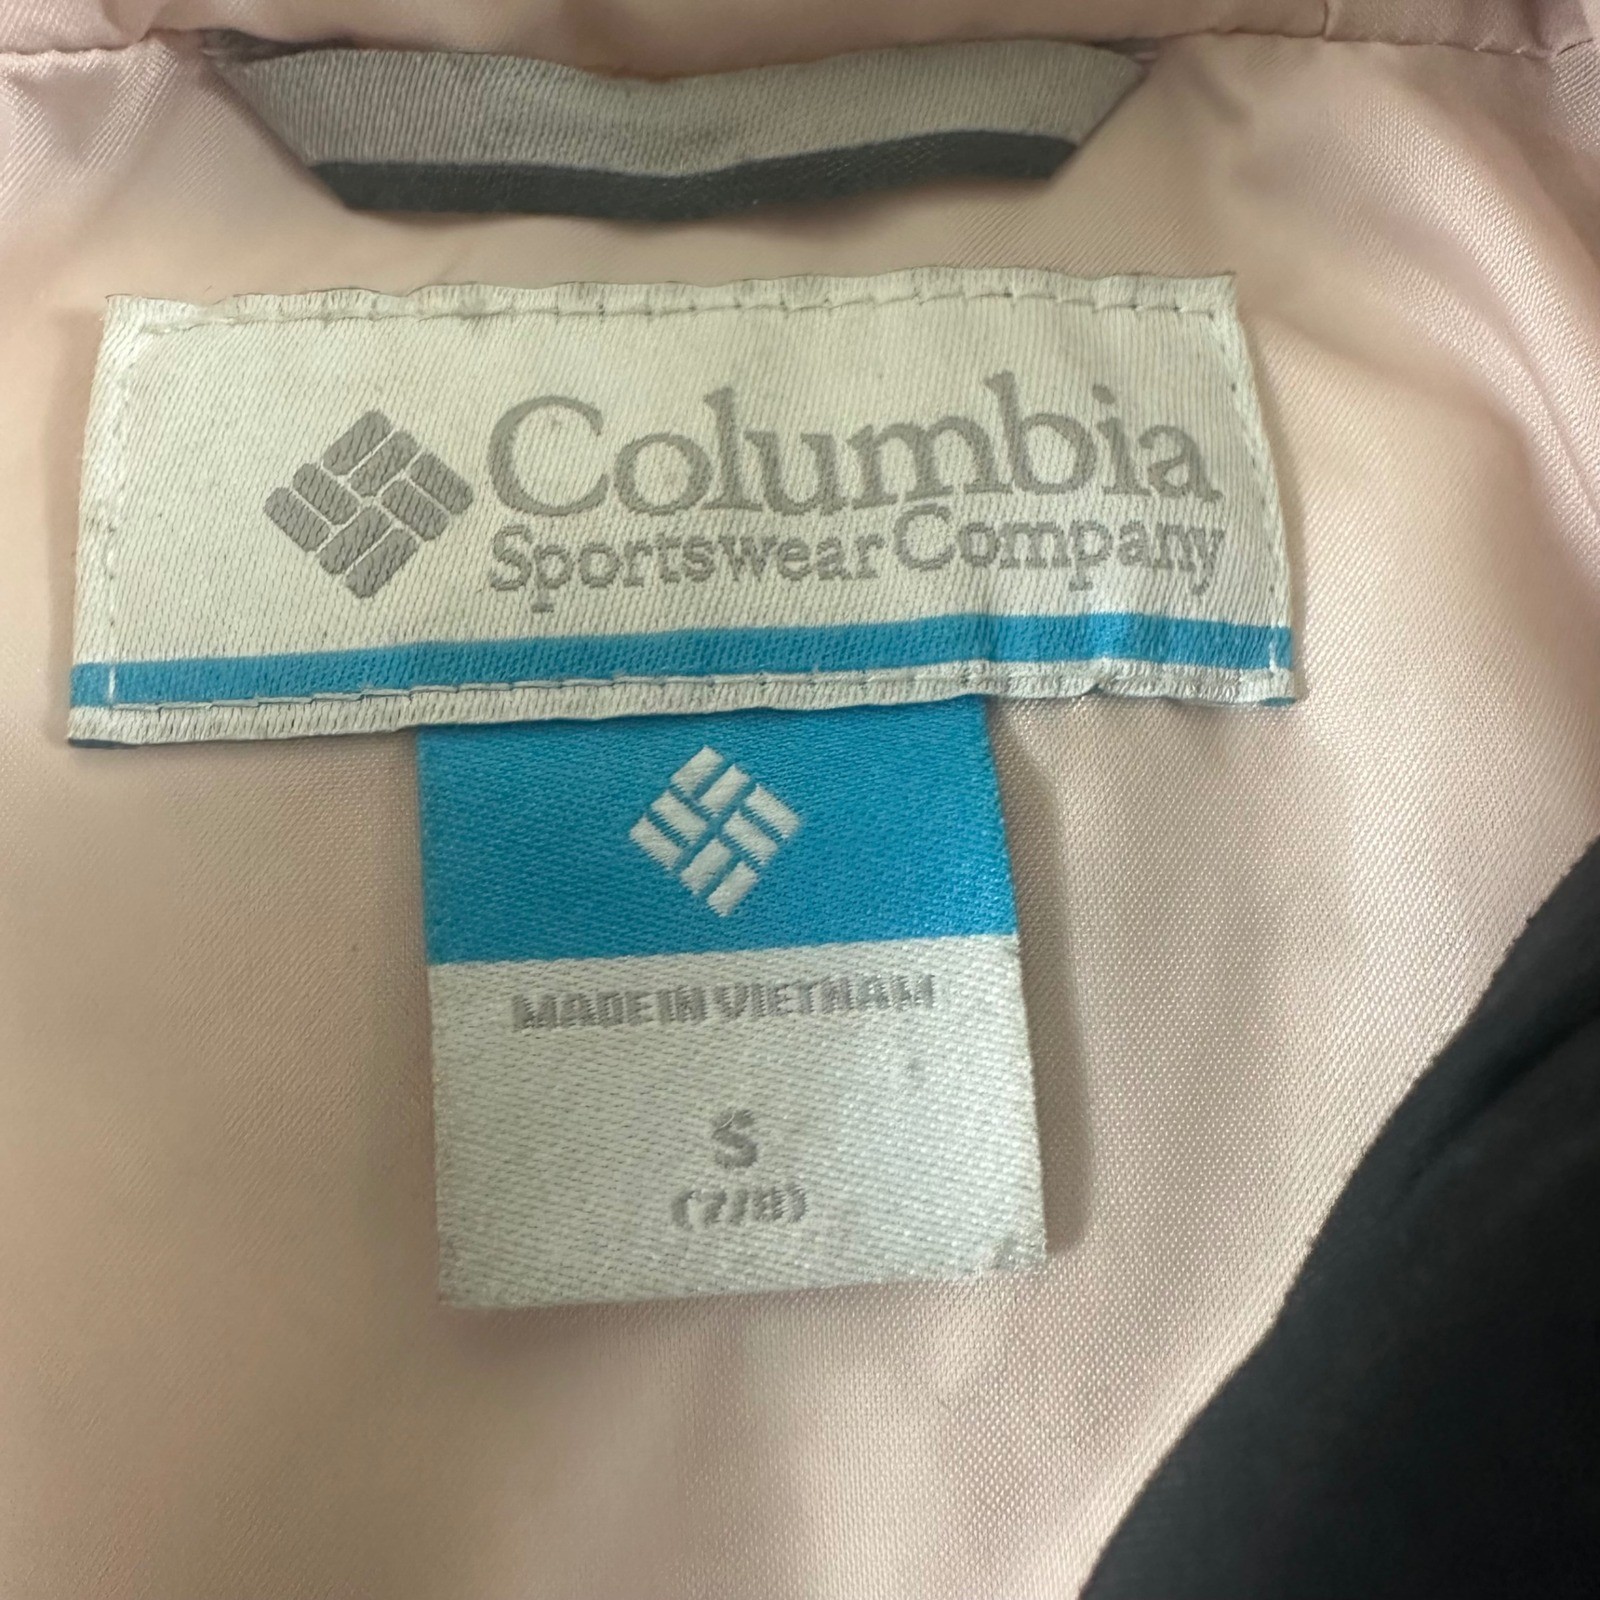 Columbia
Sportswear Company
MADE IN VIETNAM
S
(7/8)